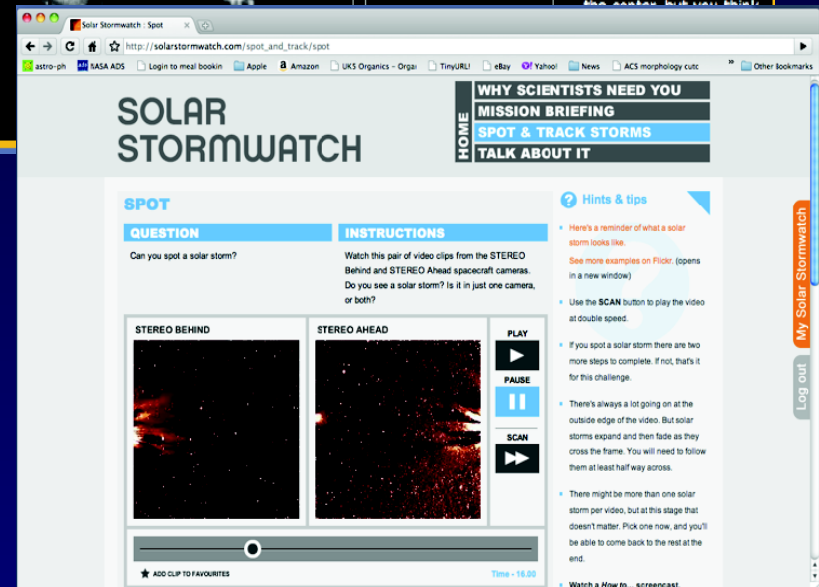 the center, but you think
Solar Stormwatch : Spot
http://solarstormwatch.com/spot_and_track/spot
astro-ph NASA ADS Login to meal bookin Apple Amazon UKS Organics - Orga TinyURL! eBay Yahoo! News ACS morphology cutc » Other Bookmarks
SOLAR
STORMWATCH
HOME
WHY SCIENTISTS NEED YOU
MISSION BRIEFING
SPOT & TRACK STORMS
TALK ABOUT IT
SPOT
QUESTION
Can you spot a solar storm?
INSTRUCTIONS
Watch this pair of video clips from the STEREO
Behind and STEREO Ahead spacecraft cameras.
Do you see a solar storm? Is it in just one camera,
or both?
STEREO BEHIND
STEREO AHEAD
PLAY
PAUSE
SCAN
ADD CLIP TO FAVOURITES
Time - 16.00
? Hints & tips
Here's a reminder of what a solar
storm looks like.
See more examples on Flickr. (opens
in a new window)
Use the SCAN button to play the video
at double speed.
If you spot a solar storm there are two
more steps to complete. If not, that's it
for this challenge.
There's always a lot going on at the
outside edge of the video. But solar
storms expand and then fade as they
cross the frame. You will need to follow
them at least half way across.
There might be more than one solar
storm per video, but at this stage that
doesn't matter. Pick one now, and you'll
be able to come back to the rest at the
end.
Watch a How to... screencast.
My Solar Stormwatch
Log out